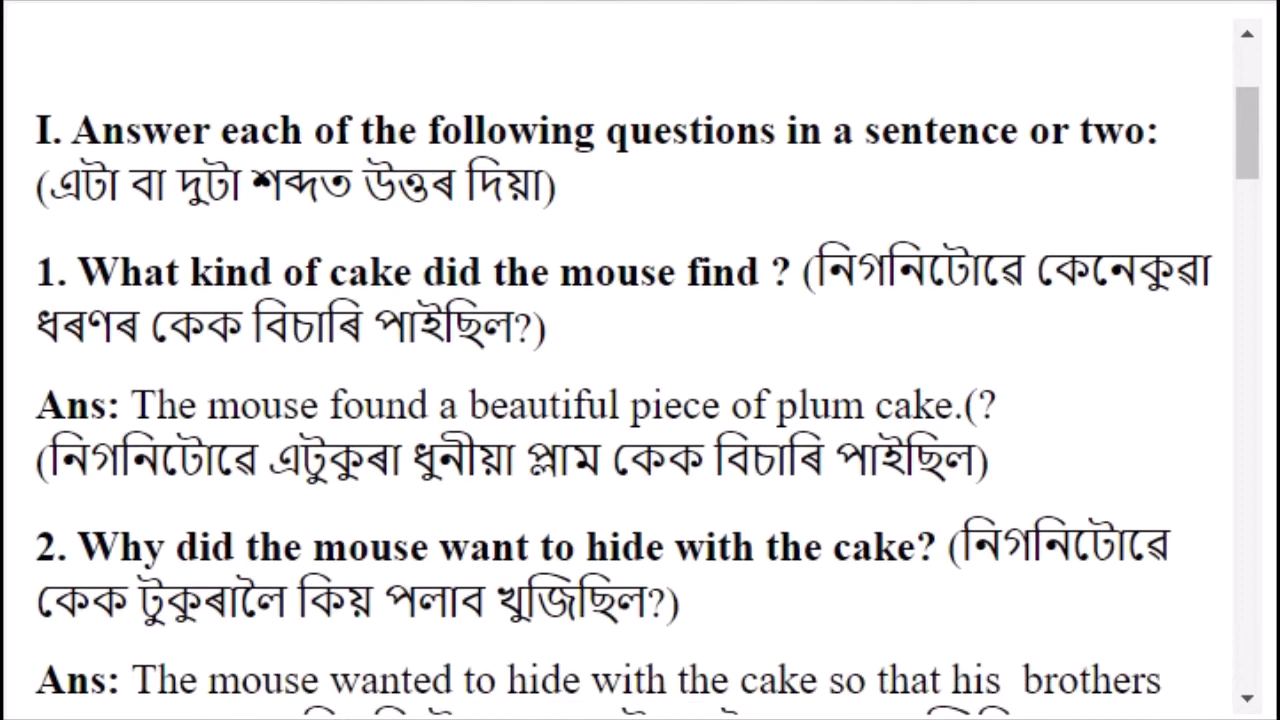 I. Answer each of the following questions in a sentence or two:
(এটা বা দুটা শব্দত উত্তৰ দিয়া)
1. What kind of cake did the mouse find ? (নিগনিটোৱে কেনেকুৱা
ধৰণৰ কেক বিচাৰি পাইছিল?)
Ans: The mouse found a beautiful piece of plum cake.(?
(নিগনিটোৱে এটুকুৰা ধুনীয়া প্লাম কেক বিচাৰি পাইছিল)
2. Why did the mouse want to hide with the cake? (নিগনিটোৱে
কেক টুকুৰালৈ কিয় পলাব খুজিছিল?)
Ans: The mouse wanted to hide with the cake so that his  brothers